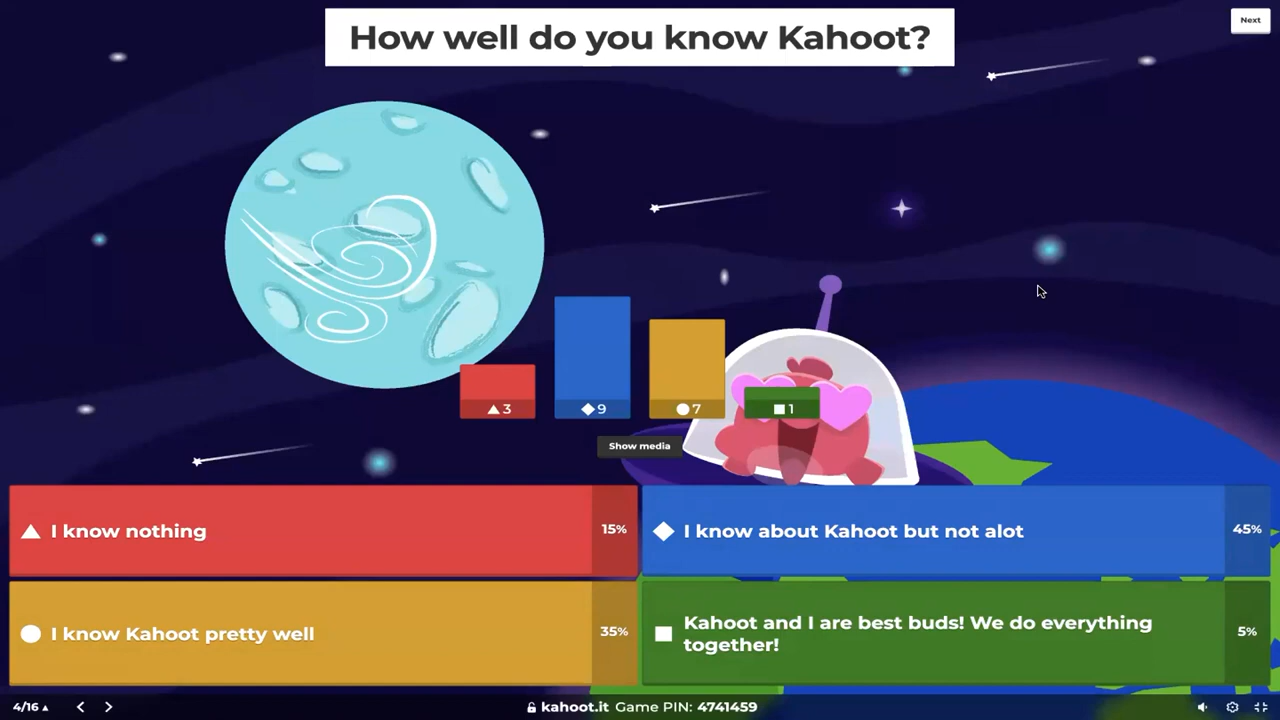 How well do you know Kahoot?
Next
3
9
7
1
Show media
I know nothing
15%
I know about Kahoot but not alot
45%
I know Kahoot pretty well
35%
Kahoot and I are best buds! We do everything
together!
5%
4/16
kahoot.it Game PIN: 4741459